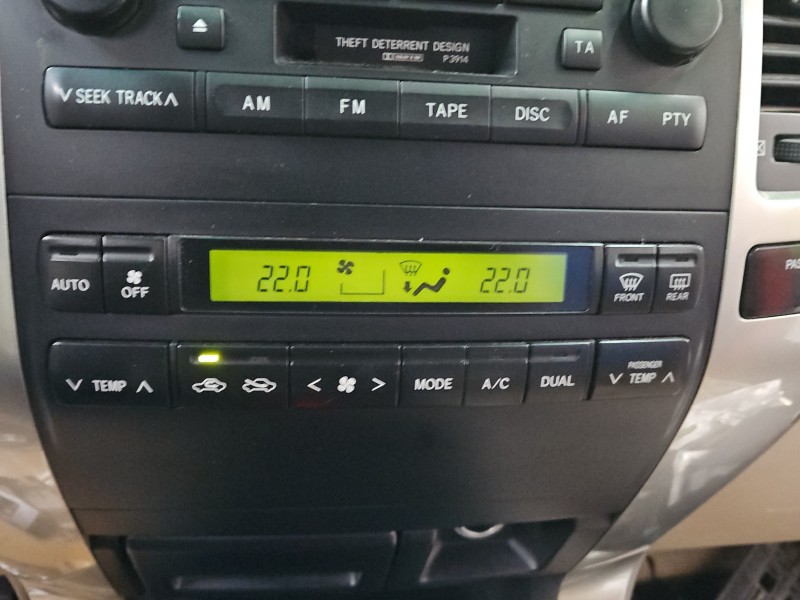 THEFT DETERRENT DESIGN
P3914
TA
∨ SEEK TRACK ∧
AM
FM
TAPE
DISC
AF PTY
AUTO
OFF
22.0
22.0
FRONT
REAR
PAS
∨ TEMP ∧
< >
MODE
A/C
DUAL
PASSENGER
∨ TEMP ∧